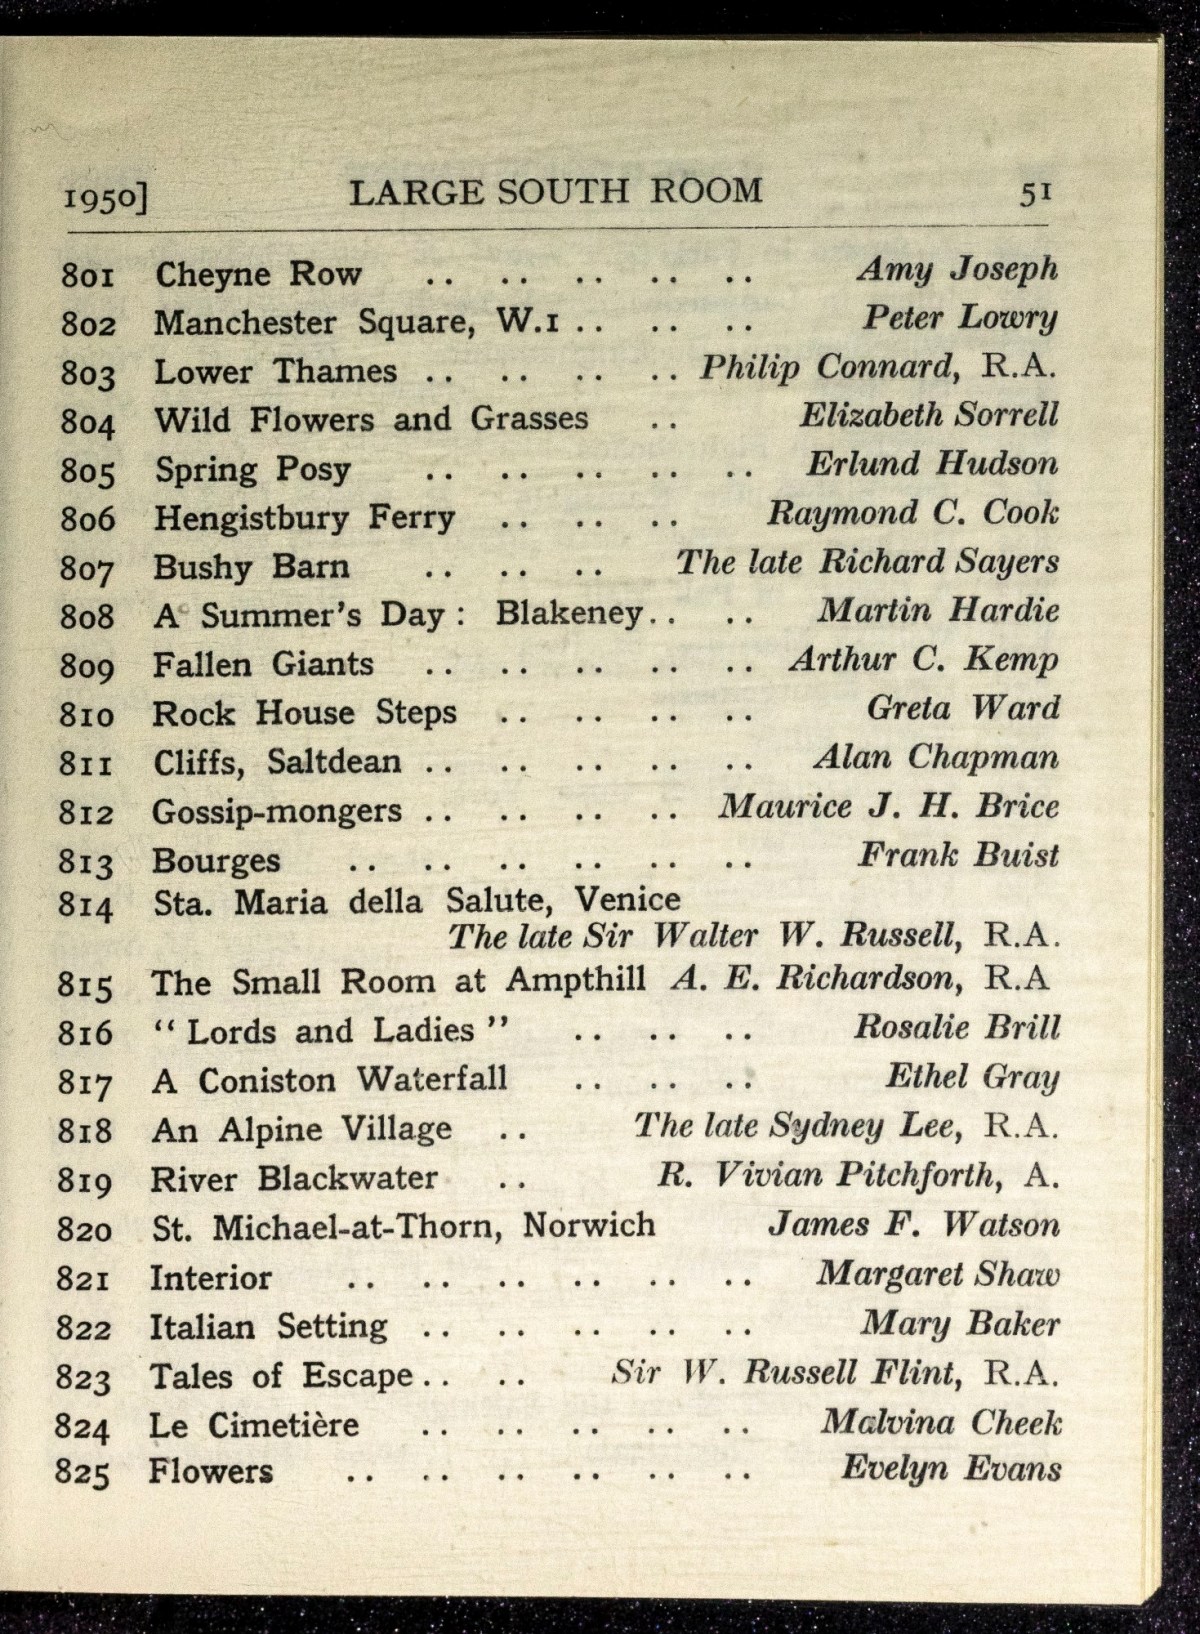 1950] LARGE SOUTH ROOM 51
801 Cheyne Row .. .. .. .. .. Amy Joseph
802 Manchester Square, W.1 .. .. .. Peter Lowry
803 Lower Thames .. .. .. .. Philip Connard, R.A.
804 Wild Flowers and Grasses .. Elizabeth Sorrell
805 Spring Posy .. .. .. .. .. Erlund Hudson
806 Hengistbury Ferry .. .. .. Raymond C. Cook
807 Bushy Barn .. .. .. The late Richard Sayers
808 A Summer's Day : Blakeney .. .. Martin Hardie
809 Fallen Giants .. .. .. .. .. Arthur C. Kemp
810 Rock House Steps .. .. .. .. Greta Ward
811 Cliffs, Saltdean .. .. .. .. .. Alan Chapman
812 Gossip-mongers .. .. .. .. Maurice J. H. Brice
813 Bourges .. .. .. .. .. .. Frank Buist
814 Sta. Maria della Salute, Venice
The late Sir Walter W. Russell, R.A.
815 The Small Room at Ampthill A. E. Richardson, R.A
816 “ Lords and Ladies ” .. .. .. Rosalie Brill
817 A Coniston Waterfall .. .. .. Ethel Gray
818 An Alpine Village .. The late Sydney Lee, R.A.
819 River Blackwater .. R. Vivian Pitchforth, A.
820 St. Michael-at-Thorn, Norwich James F. Watson
821 Interior .. .. .. .. .. .. Margaret Shaw
822 Italian Setting .. .. .. .. .. Mary Baker
823 Tales of Escape .. .. Sir W. Russell Flint, R.A.
824 Le Cimetière .. .. .. .. .. Malvina Cheek
825 Flowers .. .. .. .. .. .. Evelyn Evans